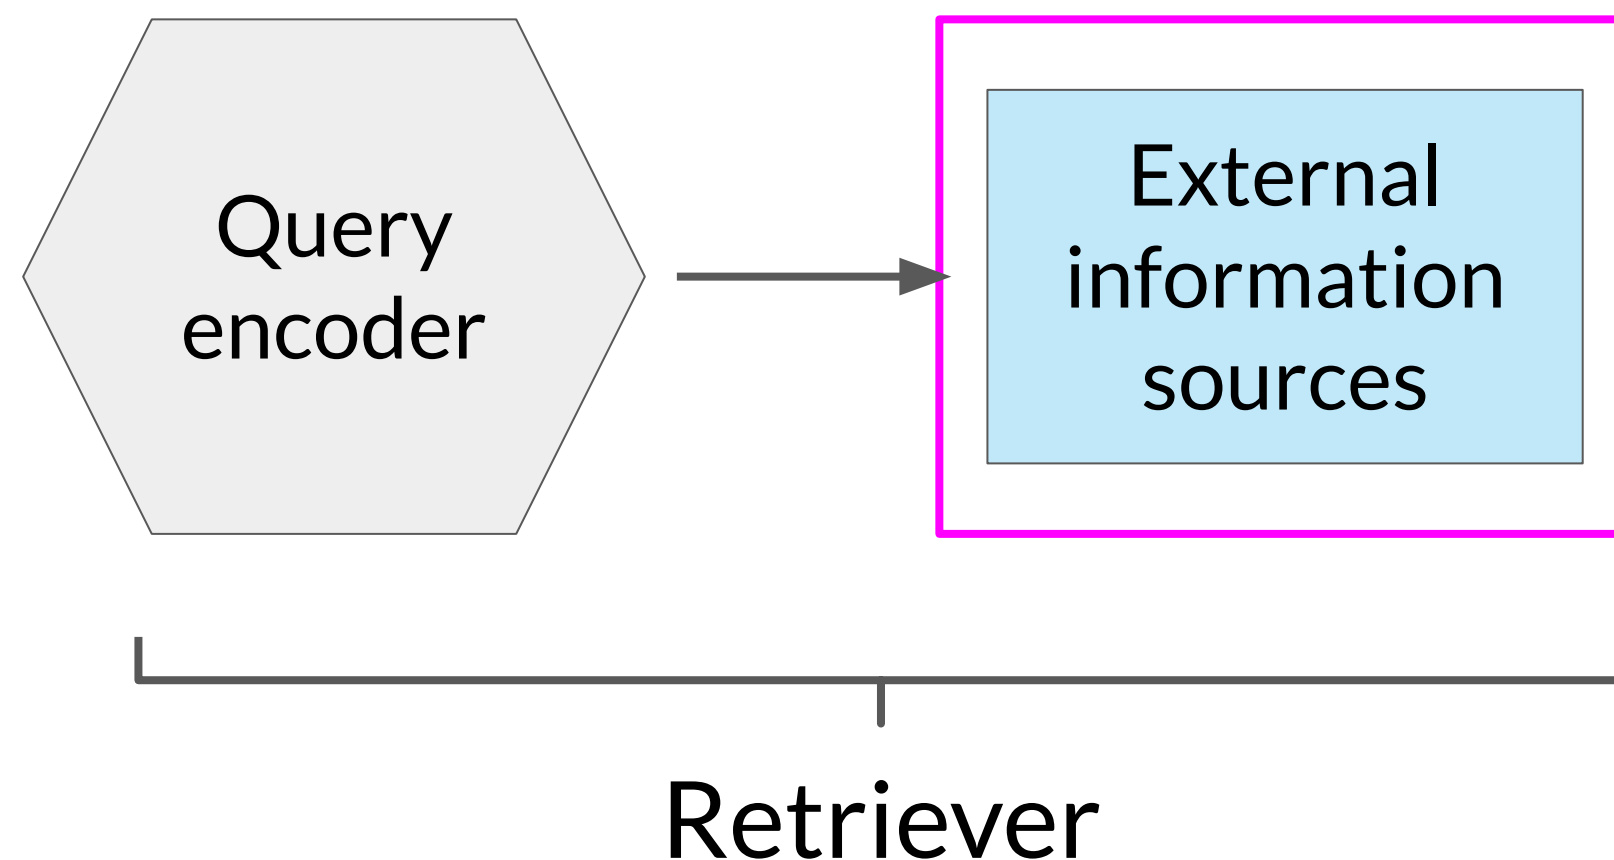 Query
encoder
External
information
sources
Retriever